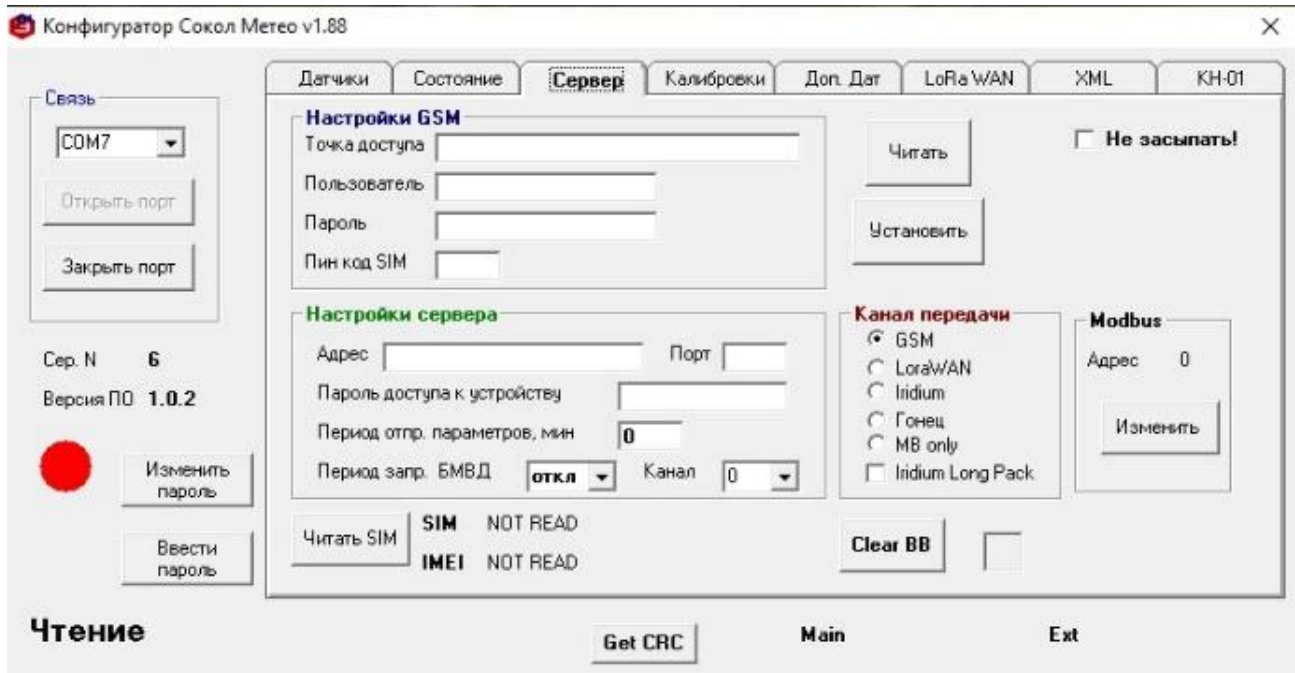 Конфигуратор Сокол Метео v1.88
Датчики Состояние Сервер Калибровки Доп. Дат LoRa WAN XML КН-01
Связь
COM7
Открыть порт
Закрыть порт
Сер. N 6
Версия ПО 1.0.2
Изменить
пароль
Ввести
пароль
Настройки GSM
Точка доступа
Пользователь
Пароль
Пин код SIM
Читать
Установить
Не засыпать!
Настройки сервера
Адрес Порт
Пароль доступа к устройству
Период отпр. параметров, мин 0
Период запр. БМВД откл Канал 0
Канал передачи
GSM
LoraWAN
Iridium
Гонец
MB only
Iridium Long Pack
Modbus
Адрес 0
Изменить
Читать SIM
SIM NOT READ
IMEI NOT READ
Clear BB
Чтение
Get CRC
Main
Ext